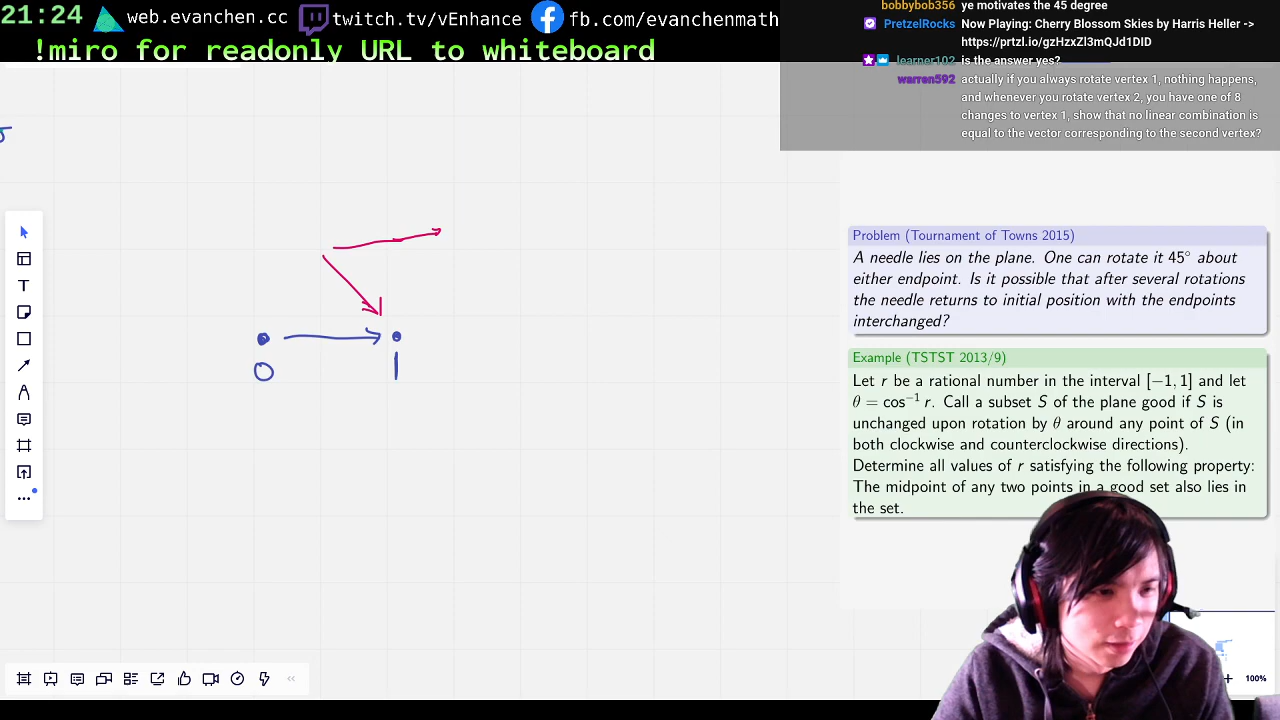 21:24 web.evanchen.cc twitch.tv/vEnhance fb.com/evanchenmath
!miro for readonly URL to whiteboard
bobbybob356 ye motivates the 45 degree
PretzelRocks Now Playing: Cherry Blossom Skies by Harris Heller ->
https://prtzl.io/gzHzxZl3mQJd1DlD
learner102 is the answer yes?
warren592 actually if you always rotate vertex 1, nothing happens,
and whenever you rotate vertex 2, you have one of 8
changes to vertex 1, show that no linear combination is
equal to the vector corresponding to the second vertex?
0 1
Problem (Tournament of Towns 2015)
A needle lies on the plane. One can rotate it 45° about
either endpoint. Is it possible that after several rotations
the needle returns to initial position with the endpoints
interchanged?
Example (TSTST 2013/9)
Let r be a rational number in the interval [−1, 1] and let
θ = cos⁻¹ r. Call a subset S of the plane good if S is
unchanged upon rotation by θ around any point of S (in
both clockwise and counterclockwise directions).
Determine all values of r satisfying the following property:
The midpoint of any two points in a good set also lies in
the set.
100%